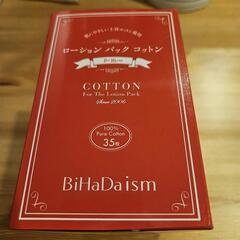 ローション パック コットン
COTTON
For The Lotion Pack
Since 2006
100%
Pure Cotton
35枚
BiHaDaism